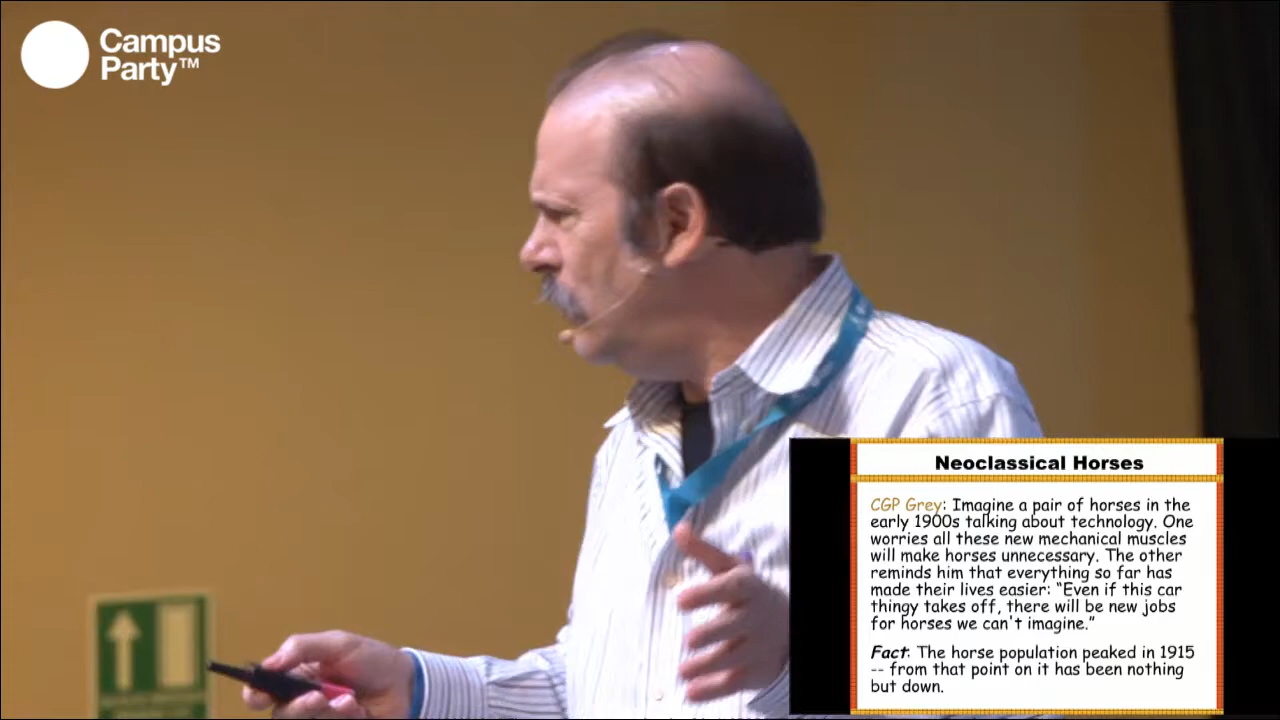 Campus
Party™
Neoclassical Horses
CGP Grey: Imagine a pair of horses in the
early 1900s talking about technology. One
worries all these new mechanical muscles
will make horses unnecessary. The other
reminds him that everything so far has
made their lives easier: “Even if this car
thingy takes off, there will be new jobs
for horses we can't imagine.”
Fact: The horse population peaked in 1915
-- from that point on it has been nothing
but down.